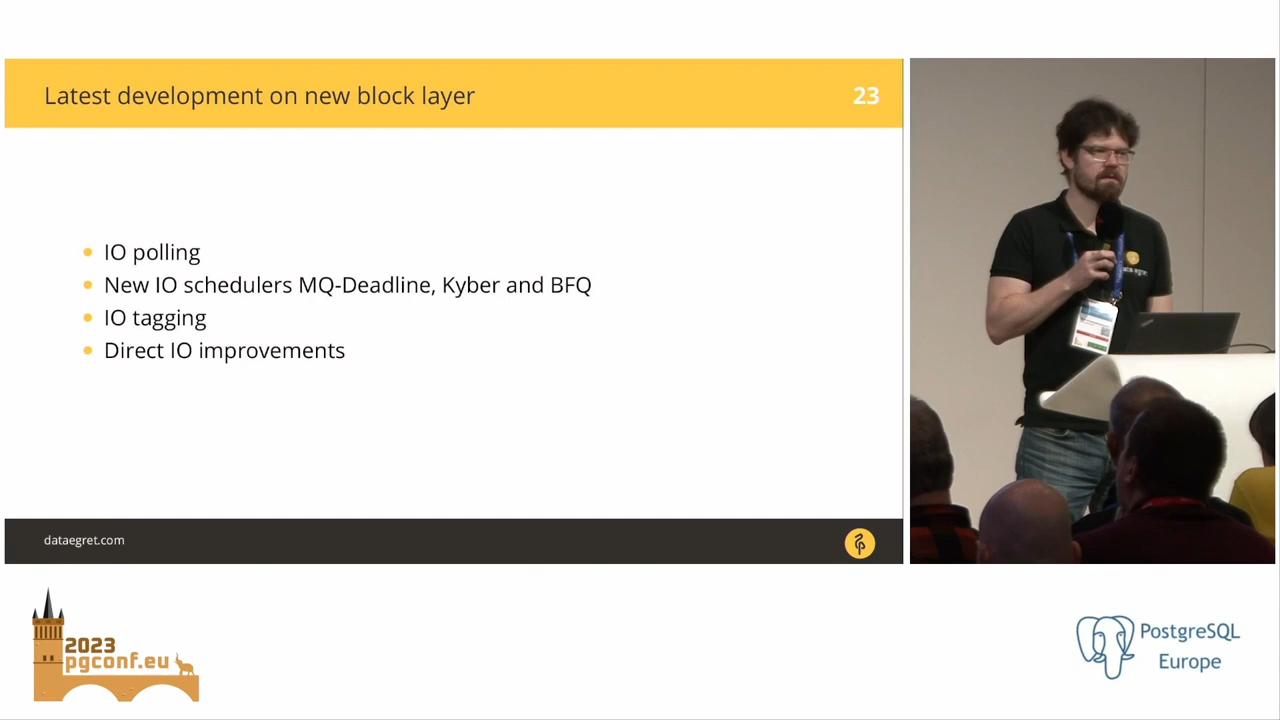 Latest development on new block layer
23
IO polling
New IO schedulers MQ-Deadline, Kyber and BFQ
IO tagging
Direct IO improvements
dataegret.com
2023
pgconf.eu
PostgreSQL
Europe